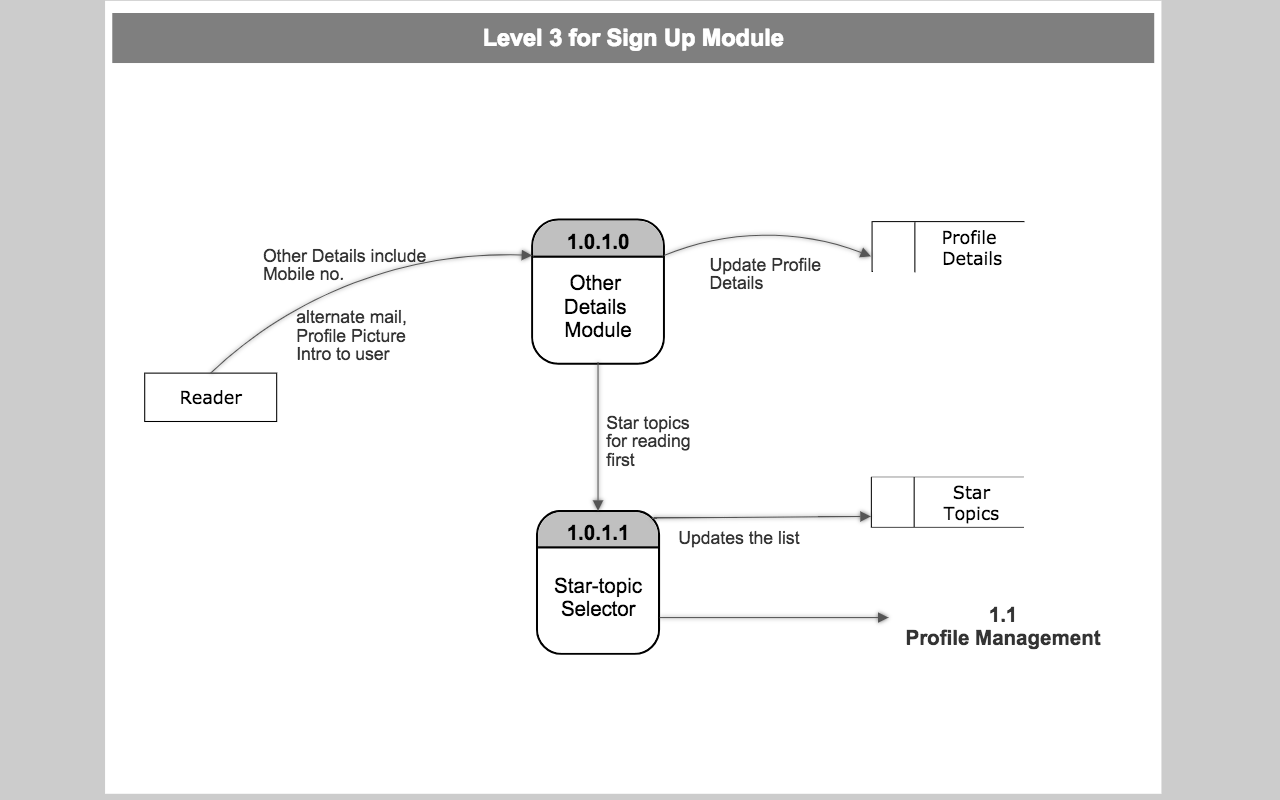 Level 3 for Sign Up Module
1.0.1.0
Other
Details
Module
Profile
Details
Other Details include
Mobile no.
alternate mail,
Profile Picture
Intro to user
Update Profile
Details
Reader
Star topics
for reading
first
1.0.1.1
Star-topic
Selector
Star
Topics
Updates the list
1.1
Profile Management